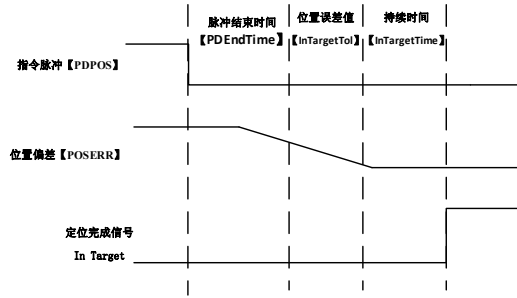 脉冲结束时间
【PDEndTime】
位置误差值
【InTargetTol】
持续时间
【InTargetTime】
指令脉冲【PDPOS】
位置偏差【POSERR】
定位完成信号
In Target